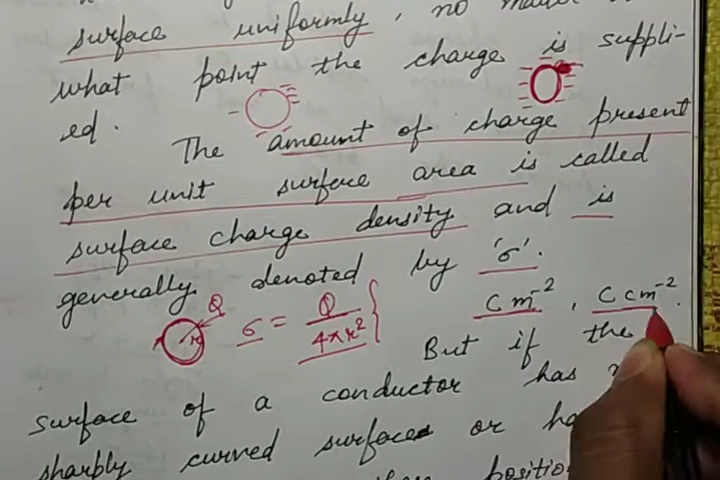 surface uniformly, no matter
what point the charge is suppli-
ed.
The amount of charge present
per unit surface area is called
surface charge density and is
generally denoted by 'σ'.
Q
r
σ = Q / 4πr²
C m⁻², C cm⁻².
But if the
surface of a conductor has
sharply curved surface or
position